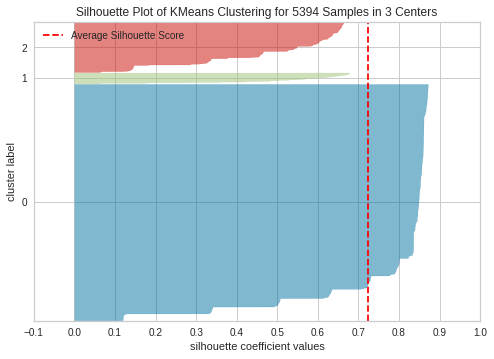 Silhouette Plot of KMeans Clustering for 5394 Samples in 3 Centers
Average Silhouette Score
2
1
0
cluster label
-0.1 0.0 0.1 0.2 0.3 0.4 0.5 0.6 0.7 0.8 0.9 1.0
silhouette coefficient values